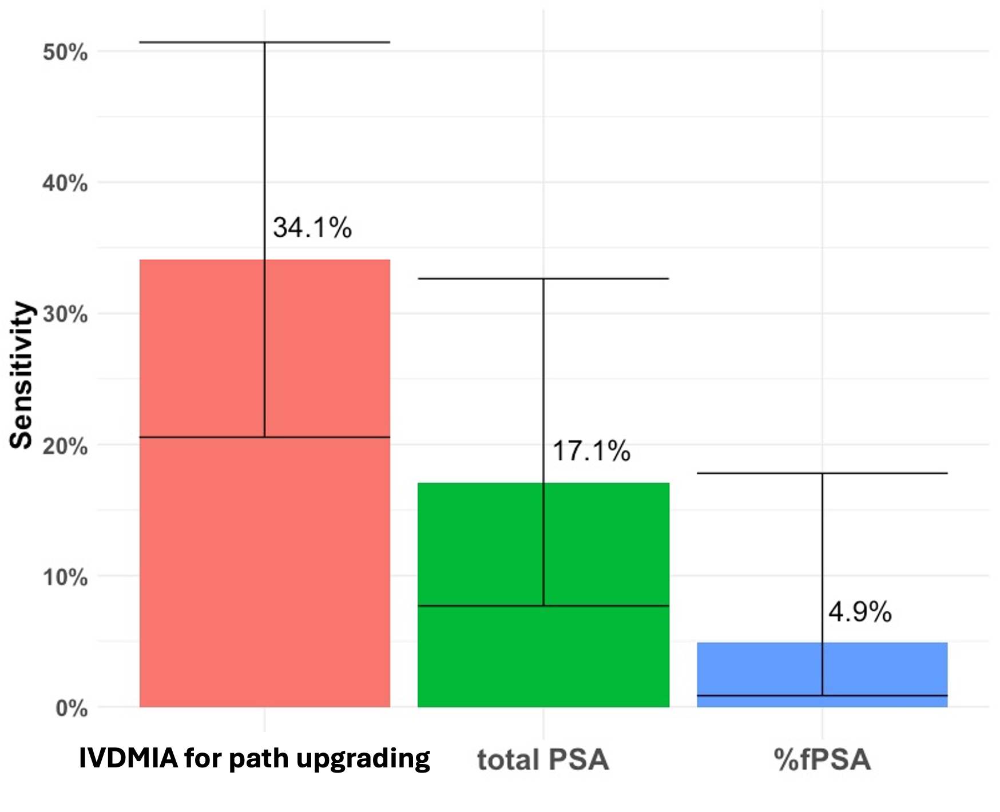 Sensitivity
50%
40%
30%
20%
10%
0%
34.1%
17.1%
4.9%
IVDMIA for path upgrading
total PSA
%fPSA